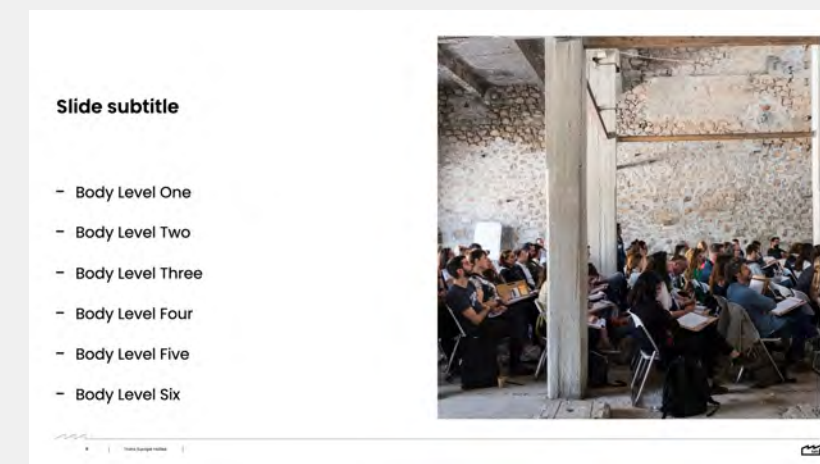 Slide subtitle
- Body Level One
- Body Level Two
- Body Level Three
- Body Level Four
- Body Level Five
- Body Level Six